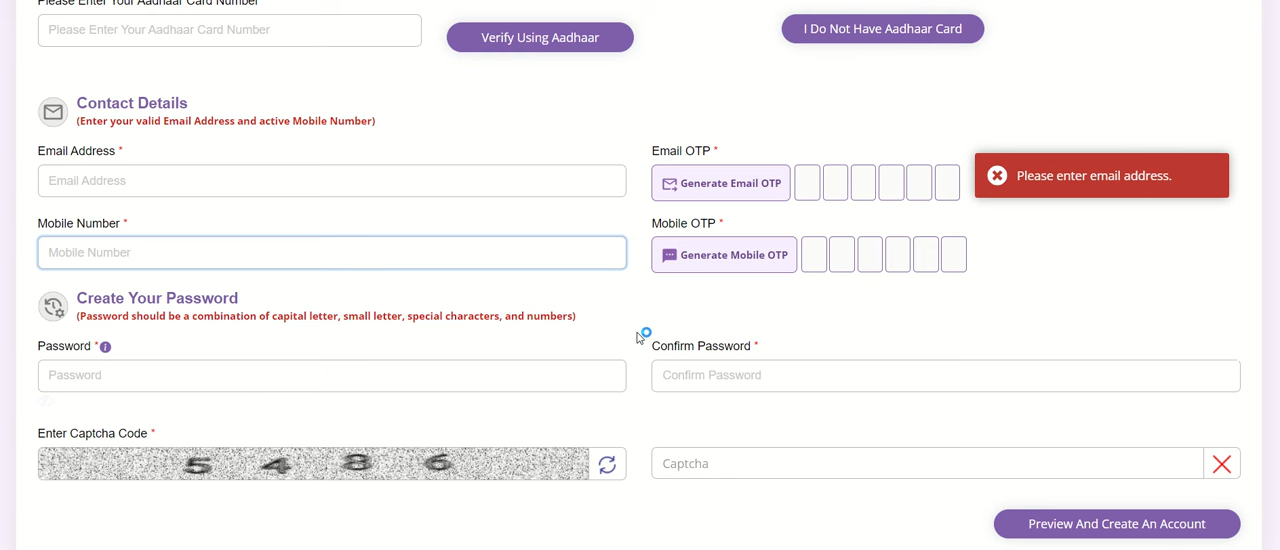 Please Enter Your Aadhaar Card Number
Please Enter Your Aadhaar Card Number
Verify Using Aadhaar
I Do Not Have Aadhaar Card
Contact Details
(Enter your valid Email Address and active Mobile Number)
Email Address *
Email OTP *
Email Address
Generate Email OTP
Please enter email address.
Mobile Number *
Mobile OTP *
Mobile Number
Generate Mobile OTP
Create Your Password
(Password should be a combination of capital letter, small letter, special characters, and numbers)
Password * i
Confirm Password *
Password
Confirm Password
Enter Captcha Code *
5 4 8 6
Captcha
Preview And Create An Account